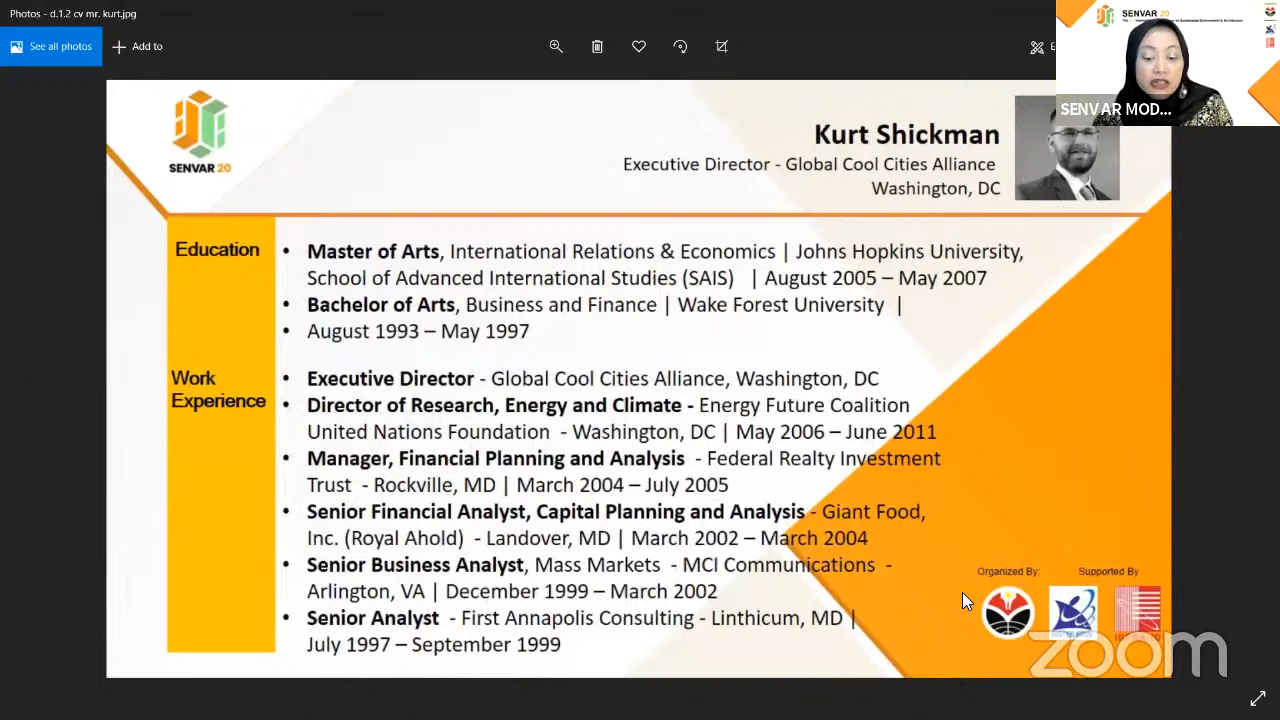 Photos - d.1.2 cv mr. kurt.jpg
See all photos
Add to
SENVAR 20
SENVAR MOD...
SENVAR 20
Kurt Shickman
Executive Director - Global Cool Cities Alliance
Washington, DC
Education
• Master of Arts, International Relations & Economics | Johns Hopkins University,
School of Advanced International Studies (SAIS) | August 2005 – May 2007
• Bachelor of Arts, Business and Finance | Wake Forest University |
• August 1993 – May 1997
Work
Experience
• Executive Director - Global Cool Cities Alliance, Washington, DC
• Director of Research, Energy and Climate - Energy Future Coalition
United Nations Foundation - Washington, DC | May 2006 – June 2011
• Manager, Financial Planning and Analysis - Federal Realty Investment
Trust - Rockville, MD | March 2004 – July 2005
• Senior Financial Analyst, Capital Planning and Analysis - Giant Food,
Inc. (Royal Ahold) - Landover, MD | March 2002 – March 2004
• Senior Business Analyst, Mass Markets - MCI Communications -
Arlington, VA | December 1999 – March 2002
• Senior Analyst - First Annapolis Consulting - Linthicum, MD |
July 1997 – September 1999
Organized By:
Supported By
zoom